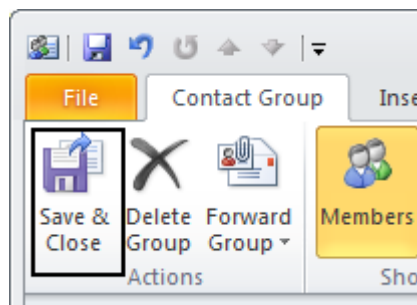 File Contact Group Inse
Save & Delete Forward Members
Close Group Group
Actions Sho